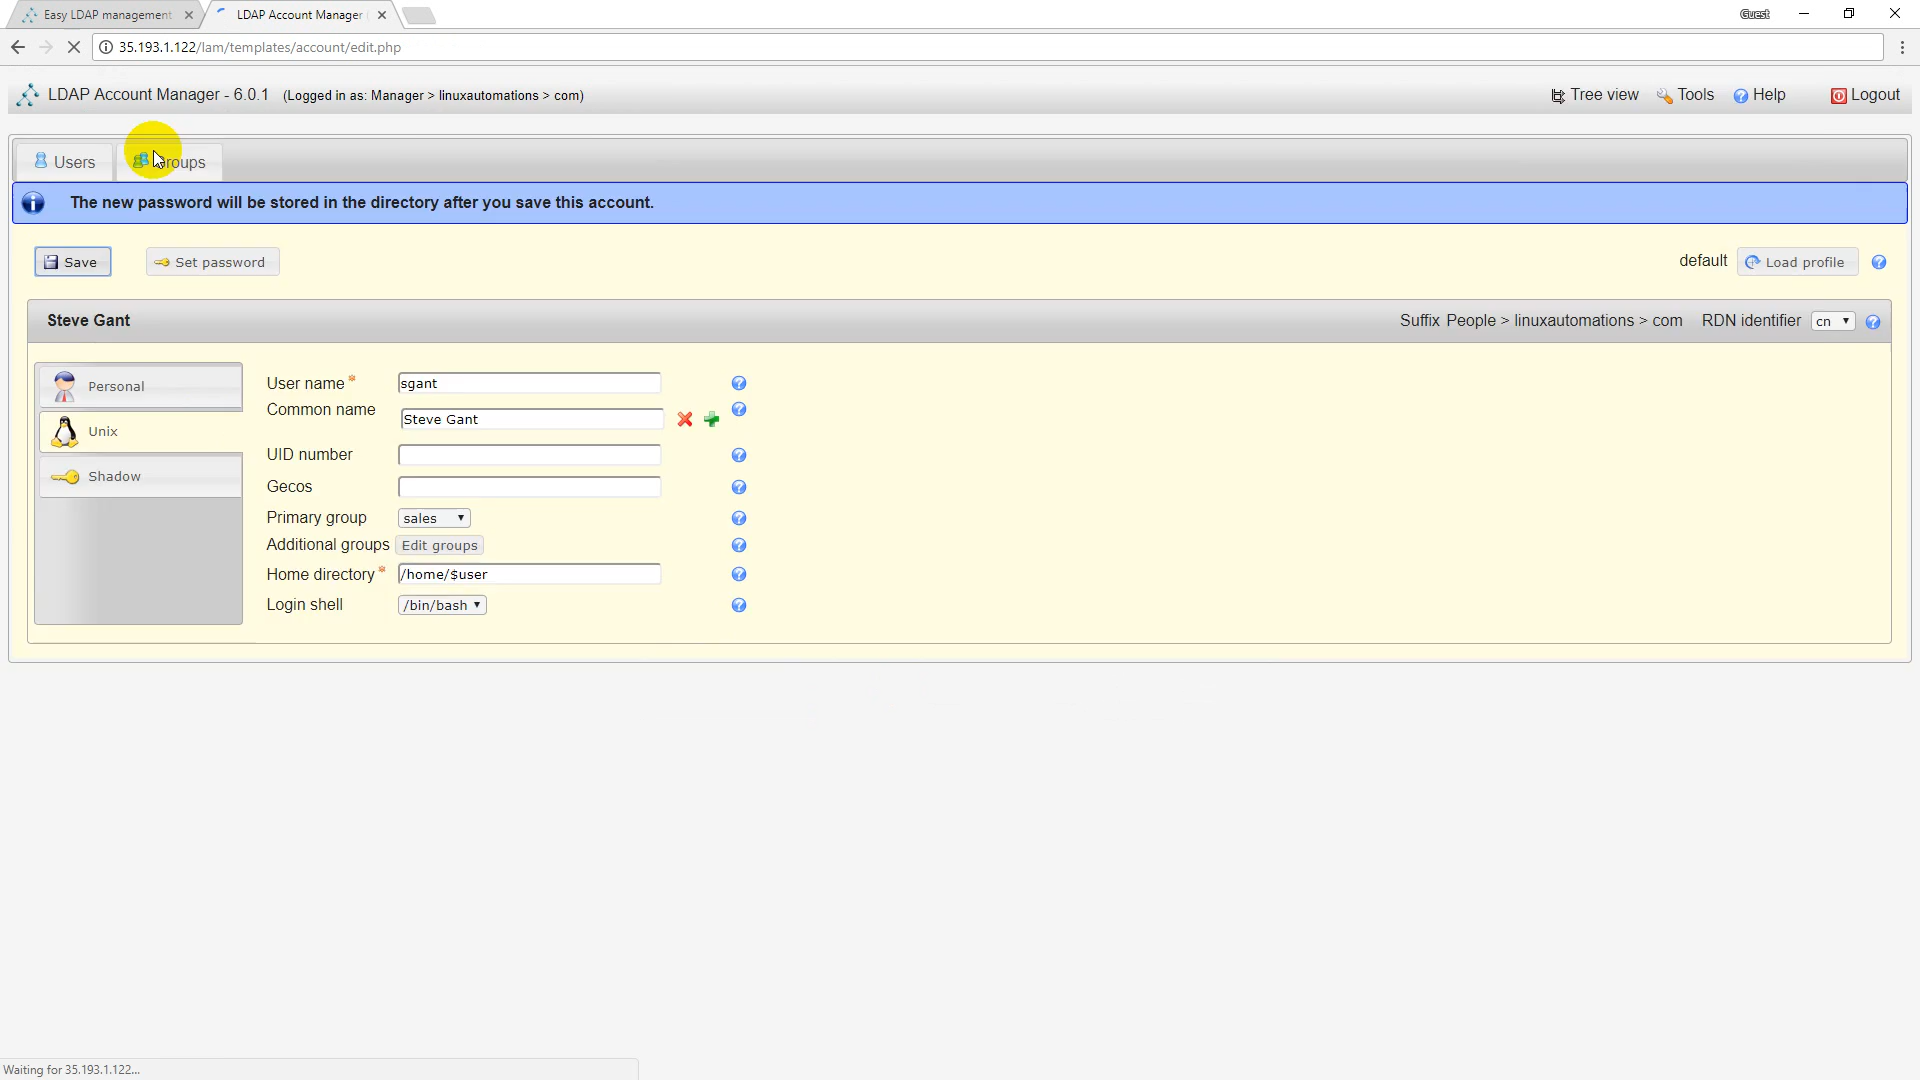 Easy LDAP management
LDAP Account Manager
Guest
35.193.1.122/lam/templates/account/edit.php
LDAP Account Manager - 6.0.1 (Logged in as: Manager > linuxautomations > com)
Tree view Tools Help Logout
Users Groups
The new password will be stored in the directory after you save this account.
Save Set password default Load profile
Steve Gant Suffix People > linuxautomations > com RDN identifier cn
Personal
Unix
Shadow
User name* sgant
Common name Steve Gant
UID number
Gecos
Primary group sales
Additional groups Edit groups
Home directory* /home/$user
Login shell /bin/bash
Waiting for 35.193.1.122...